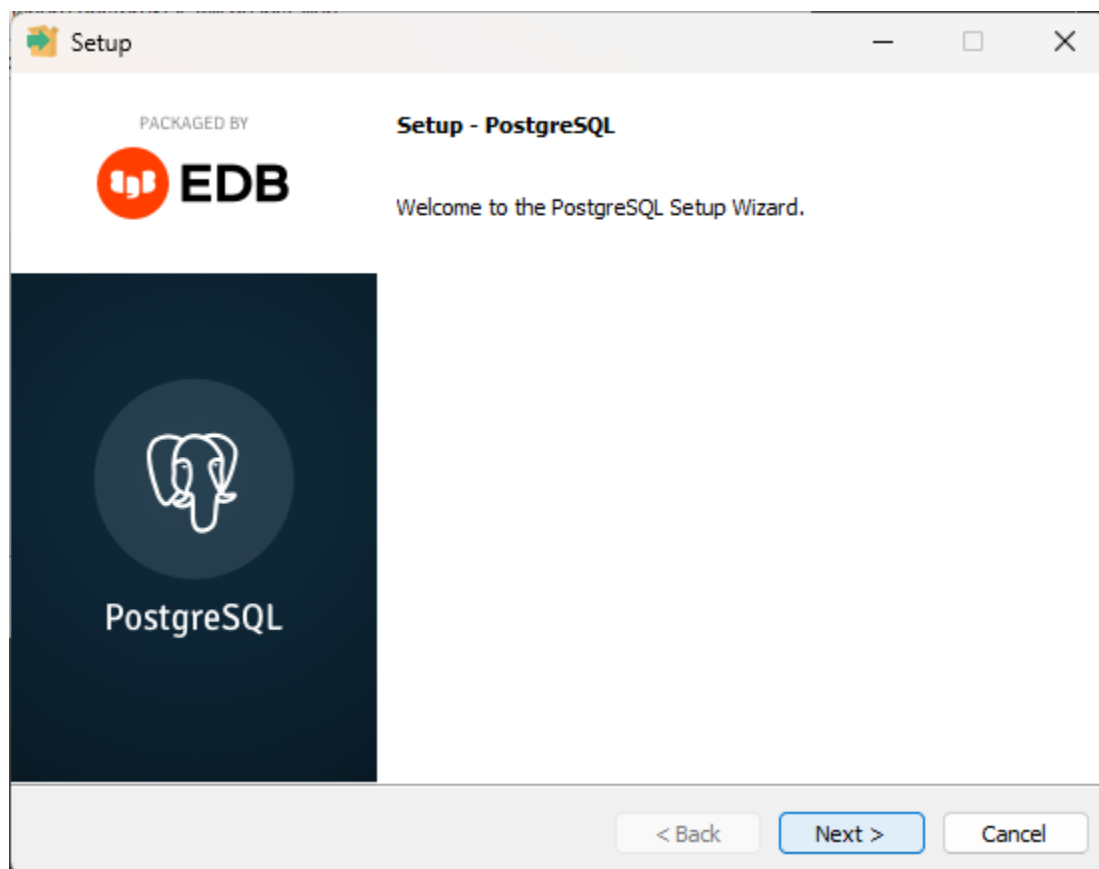 Setup
PACKAGED BY
EDB
Setup - PostgreSQL
Welcome to the PostgreSQL Setup Wizard.
PostgreSQL
< Back
Next >
Cancel